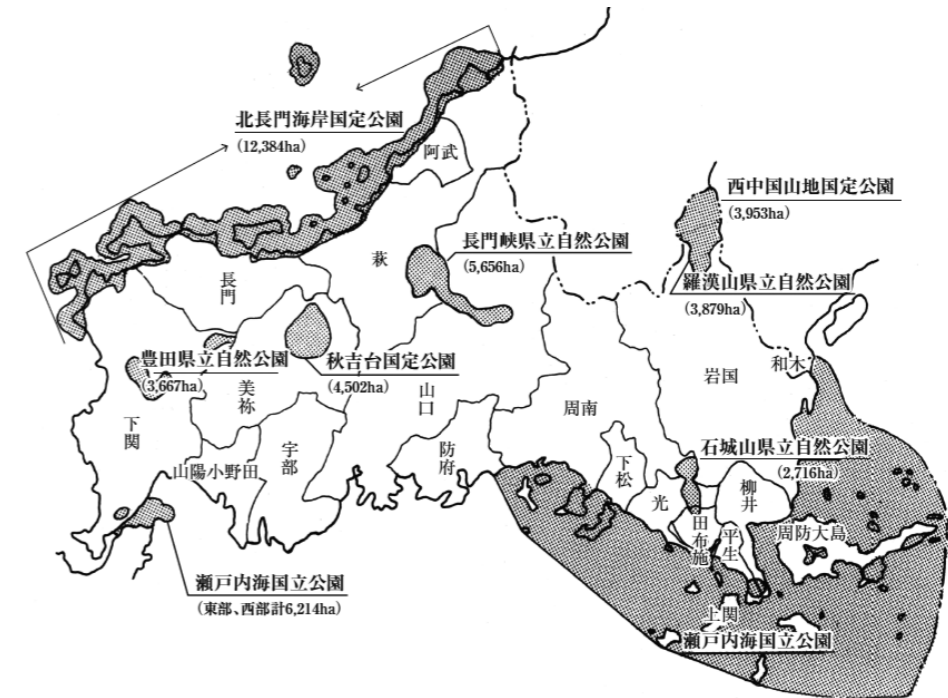 北長門海岸国定公園
(12,384ha)
阿武
西中国山地国定公園
(3,953ha)
長門峡県立自然公園
(5,656ha)
萩
長門
羅漢山県立自然公園
(3,879ha)
豊田県立自然公園
(3,667ha)
秋吉台国定公園
(4,502ha)
和木
岩国
美祢
山口
周南
下関
宇部
防府
山陽小野田
下松
石城山県立自然公園
(2,716ha)
光
柳井
田布施
平生
周防大島
瀬戸内海国立公園
(東部、西部計6,214ha)
上関
瀬戸内海国立公園